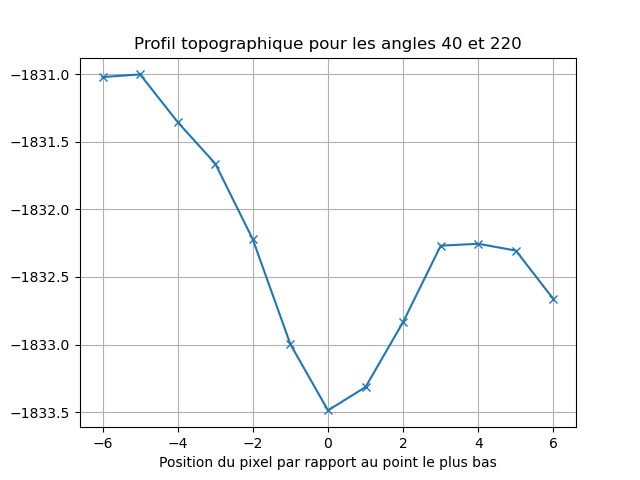 Profil topographique pour les angles 40 et 220
−1831.0
−1831.5
−1832.0
−1832.5
−1833.0
−1833.5
−6 −4 −2 0 2 4 6
Position du pixel par rapport au point le plus bas